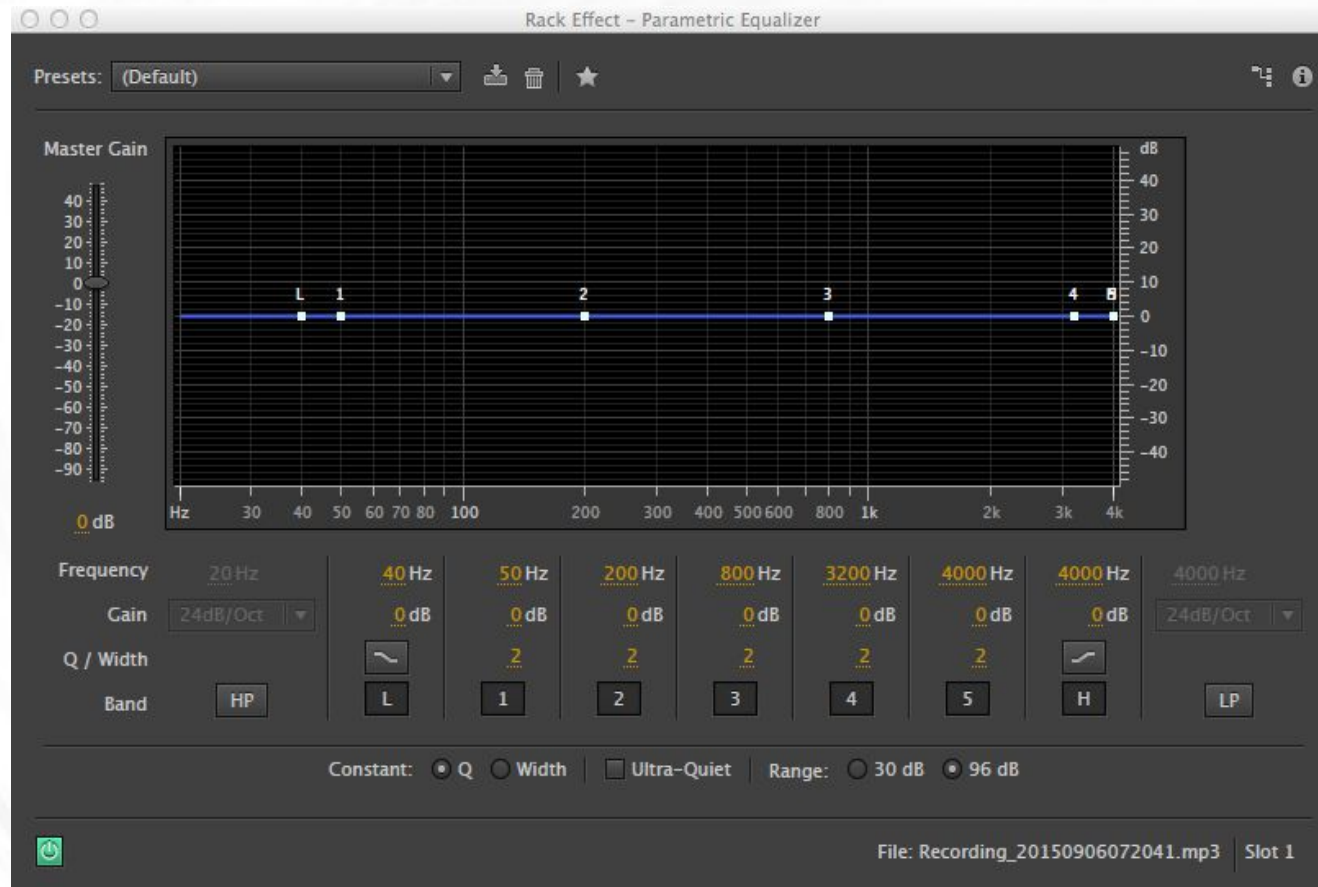 Rack Effect – Parametric Equalizer
Presets: (Default)
Master Gain
40
30
20
10
0
-10
-20
-30
-40
-50
-60
-70
-80
-90
0 dB
L 1 2 3 4
dB
40
30
20
10
0
-10
-20
-30
-40
Hz 30 40 50 60 70 80 100 200 300 400 500 600 800 1k 2k 3k 4k
Frequency 20 Hz 40 Hz 50 Hz 200 Hz 800 Hz 3200 Hz 4000 Hz 4000 Hz 4000 Hz
Gain 24dB/Oct 0 dB 0 dB 0 dB 0 dB 0 dB 0 dB 0 dB 24dB/Oct
Q / Width 2 2 2 2 2
Band HP L 1 2 3 4 5 H LP
Constant: Q Width Ultra-Quiet Range: 30 dB 96 dB
File: Recording_20150906072041.mp3 Slot 1